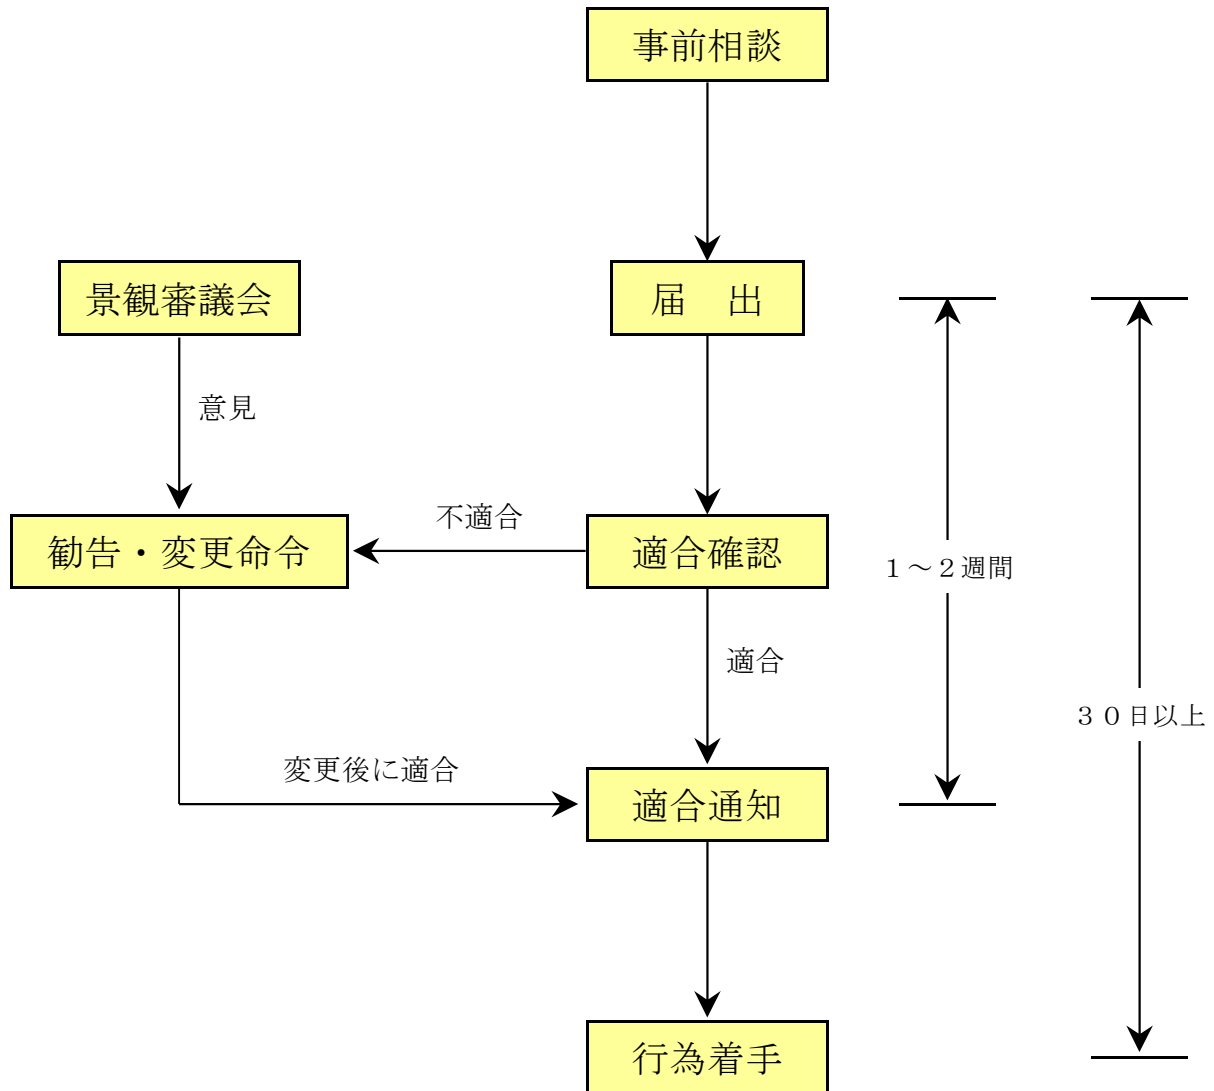 事前相談
景観審議会
届　出
意見
不適合
勧告・変更命令
適合確認
１～２週間
適合
３０日以上
変更後に適合
適合通知
行為着手